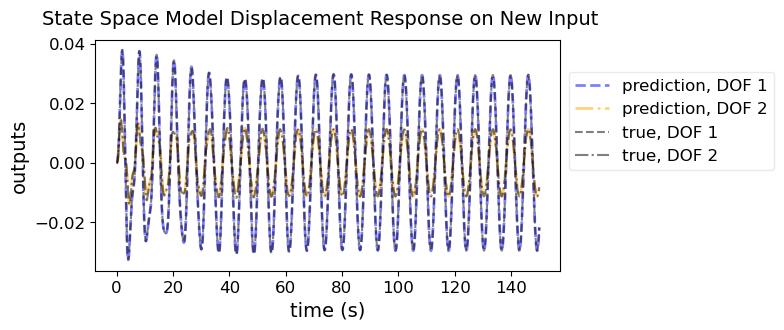 State Space Model Displacement Response on New Input
0.04
0.02
0.00
−0.02
outputs
0
20
40
60
80
100
120
140
time (s)
prediction, DOF 1
prediction, DOF 2
true, DOF 1
true, DOF 2